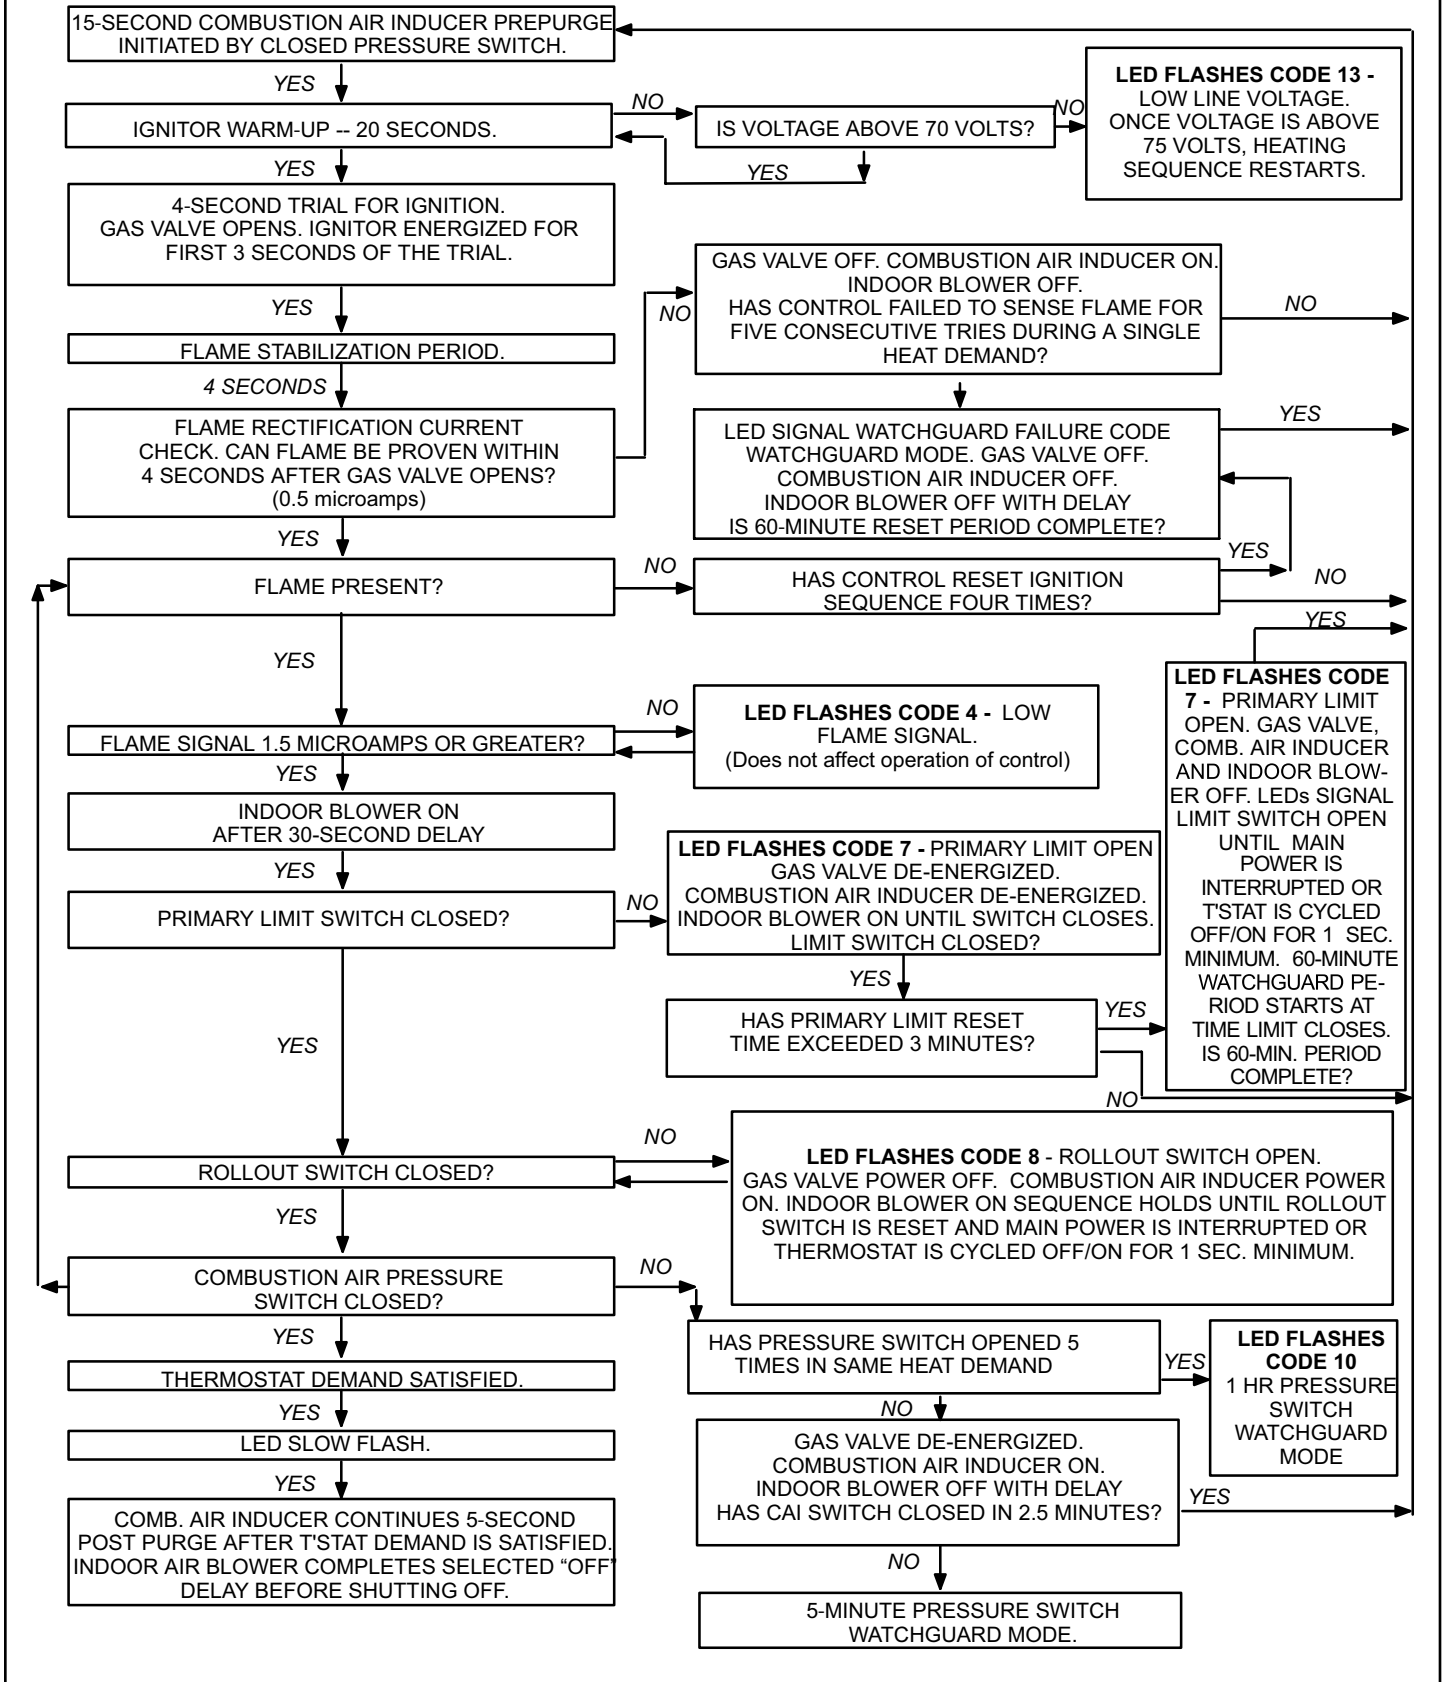 15-SECOND COMBUSTION AIR INDUCER PREPURGE
INITIATED BY CLOSED PRESSURE SWITCH.
YES
IGNITOR WARM-UP -- 20 SECONDS.
NO
IS VOLTAGE ABOVE 70 VOLTS?
NO
YES
LED FLASHES CODE 13 -
LOW LINE VOLTAGE.
ONCE VOLTAGE IS ABOVE
75 VOLTS, HEATING
SEQUENCE RESTARTS.
YES
4-SECOND TRIAL FOR IGNITION.
GAS VALVE OPENS. IGNITOR ENERGIZED FOR
FIRST 3 SECONDS OF THE TRIAL.
YES
FLAME STABILIZATION PERIOD.
4 SECONDS
FLAME RECTIFICATION CURRENT
CHECK. CAN FLAME BE PROVEN WITHIN
4 SECONDS AFTER GAS VALVE OPENS?
(0.5 microamps)
NO
GAS VALVE OFF. COMBUSTION AIR INDUCER ON.
INDOOR BLOWER OFF.
HAS CONTROL FAILED TO SENSE FLAME FOR
FIVE CONSECUTIVE TRIES DURING A SINGLE
HEAT DEMAND?
NO
LED SIGNAL WATCHGUARD FAILURE CODE
WATCHGUARD MODE. GAS VALVE OFF.
COMBUSTION AIR INDUCER OFF.
INDOOR BLOWER OFF WITH DELAY
IS 60-MINUTE RESET PERIOD COMPLETE?
YES
YES
FLAME PRESENT?
NO
HAS CONTROL RESET IGNITION
SEQUENCE FOUR TIMES?
YES
NO
YES
YES
FLAME SIGNAL 1.5 MICROAMPS OR GREATER?
NO
LED FLASHES CODE 4 - LOW
FLAME SIGNAL.
(Does not affect operation of control)
LED FLASHES CODE
7 - PRIMARY LIMIT
OPEN. GAS VALVE,
COMB. AIR INDUCER
AND INDOOR BLOW-
ER OFF. LEDs SIGNAL
LIMIT SWITCH OPEN
UNTIL MAIN
POWER IS
INTERRUPTED OR
T'STAT IS CYCLED
OFF/ON FOR 1 SEC.
MINIMUM. 60-MINUTE
WATCHGUARD PE-
RIOD STARTS AT
TIME LIMIT CLOSES.
IS 60-MIN. PERIOD
COMPLETE?
YES
INDOOR BLOWER ON
AFTER 30-SECOND DELAY
YES
PRIMARY LIMIT SWITCH CLOSED?
NO
LED FLASHES CODE 7 - PRIMARY LIMIT OPEN
GAS VALVE DE-ENERGIZED.
COMBUSTION AIR INDUCER DE-ENERGIZED.
INDOOR BLOWER ON UNTIL SWITCH CLOSES.
LIMIT SWITCH CLOSED?
YES
HAS PRIMARY LIMIT RESET
TIME EXCEEDED 3 MINUTES?
YES
NO
YES
ROLLOUT SWITCH CLOSED?
NO
LED FLASHES CODE 8 - ROLLOUT SWITCH OPEN.
GAS VALVE POWER OFF. COMBUSTION AIR INDUCER POWER
ON. INDOOR BLOWER ON SEQUENCE HOLDS UNTIL ROLLOUT
SWITCH IS RESET AND MAIN POWER IS INTERRUPTED OR
THERMOSTAT IS CYCLED OFF/ON FOR 1 SEC. MINIMUM.
YES
COMBUSTION AIR PRESSURE
SWITCH CLOSED?
NO
HAS PRESSURE SWITCH OPENED 5
TIMES IN SAME HEAT DEMAND
YES
LED FLASHES
CODE 10
1 HR PRESSURE
SWITCH
WATCHGUARD
MODE
YES
THERMOSTAT DEMAND SATISFIED.
YES
LED SLOW FLASH.
NO
GAS VALVE DE-ENERGIZED.
COMBUSTION AIR INDUCER ON.
INDOOR BLOWER OFF WITH DELAY
HAS CAI SWITCH CLOSED IN 2.5 MINUTES?
YES
YES
COMB. AIR INDUCER CONTINUES 5-SECOND
POST PURGE AFTER T'STAT DEMAND IS SATISFIED.
INDOOR AIR BLOWER COMPLETES SELECTED “OFF”
DELAY BEFORE SHUTTING OFF.
NO
5-MINUTE PRESSURE SWITCH
WATCHGUARD MODE.